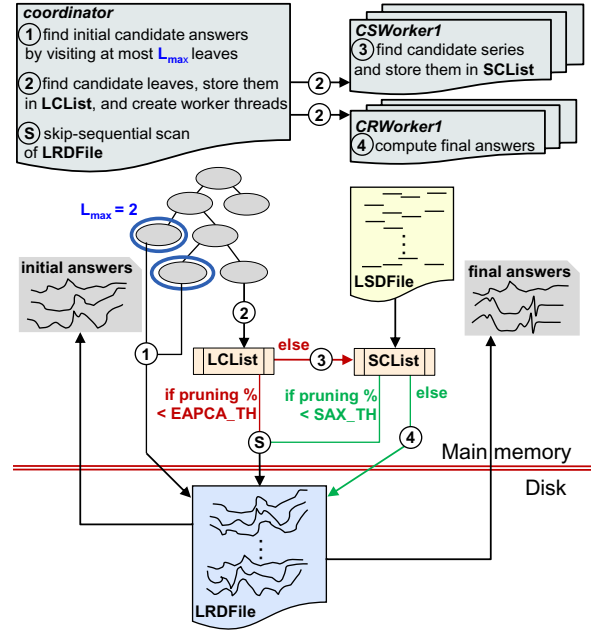 coordinator
1 find initial candidate answers
by visiting at most Lmax leaves
2 find candidate leaves, store them
in LCList, and create worker threads
S skip-sequential scan
of LRDFile
2
2
CSWorker1
3 find candidate series
and store them in SCList
CRWorker1
4 compute final answers
Lmax = 2
initial answers
LSDFile
final answers
2
1
LCList
else
3
SCList
if pruning %
< EAPCA_TH
if pruning %
< SAX_TH
else
S
4
Main memory
Disk
LRDFile